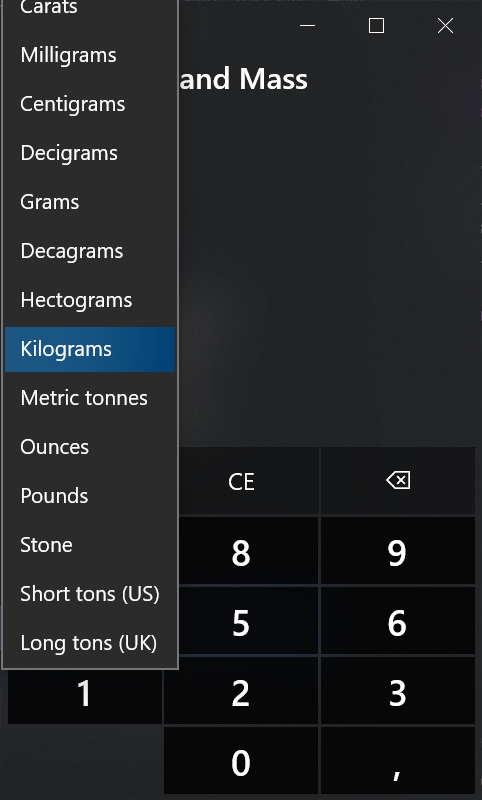 Carats
and Mass
Milligrams
Centigrams
Decigrams
Grams
Decagrams
Hectograms
Kilograms
Metric tonnes
Ounces
Pounds
Stone
Short tons (US)
Long tons (UK)
CE
8
9
5
6
1
2
3
0
,